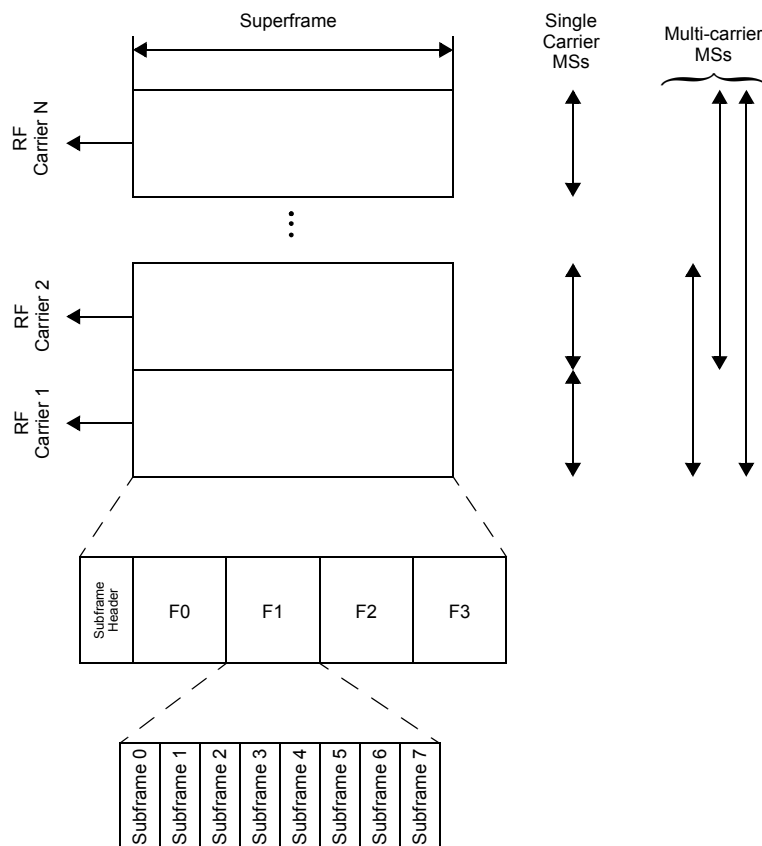 Superframe
Single
Carrier
MSs
Multi-carrier
MSs
RF
Carrier N
RF
Carrier 2
RF
Carrier 1
Subframe
Header
F0
F1
F2
F3
Subframe 0
Subframe 1
Subframe 2
Subframe 3
Subframe 4
Subframe 5
Subframe 6
Subframe 7